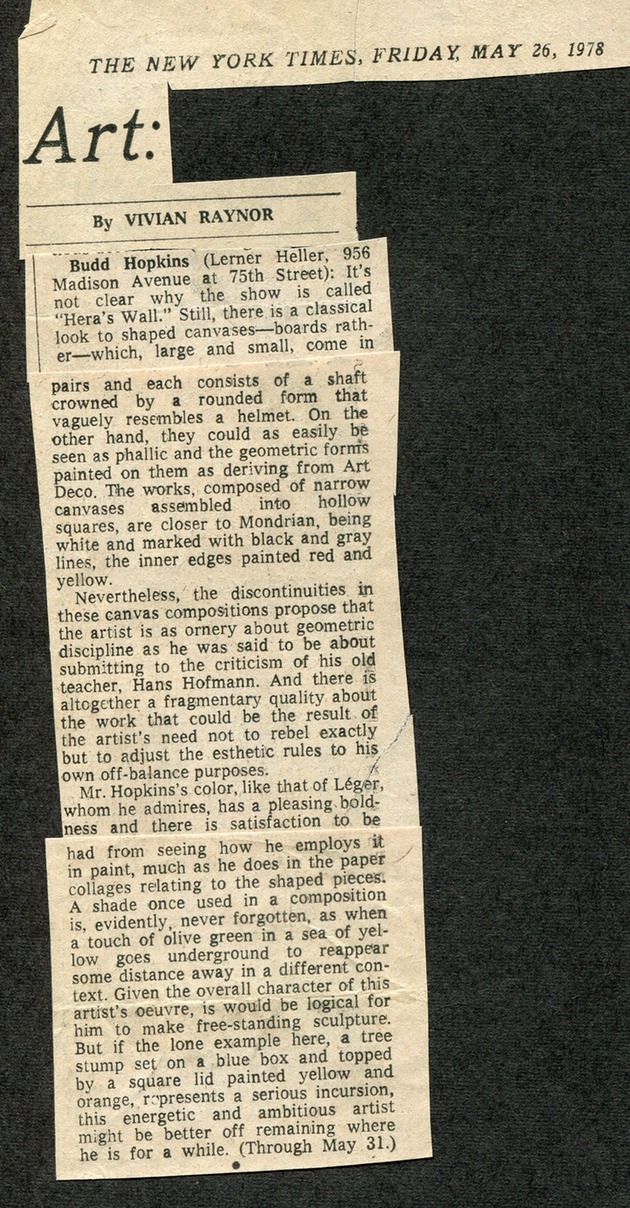 THE NEW YORK TIMES, FRIDAY, MAY 26, 1978
Art:
By VIVIAN RAYNOR
Budd Hopkins (Lerner Heller, 956
Madison Avenue at 75th Street): It's
not clear why the show is called
“Hera's Wall.” Still, there is a classical
look to shaped canvases—boards rath-
er—which, large and small, come in
pairs and each consists of a shaft
crowned by a rounded form that
vaguely resembles a helmet. On the
other hand, they could as easily be
seen as phallic and the geometric forms
painted on them as deriving from Art
Deco. The works, composed of narrow
canvases assembled into hollow
squares, are closer to Mondrian, being
white and marked with black and gray
lines, the inner edges painted red and
yellow.
Nevertheless, the discontinuities in
these canvas compositions propose that
the artist is as ornery about geometric
discipline as he was said to be about
submitting to the criticism of his old
teacher, Hans Hofmann. And there is
altogether a fragmentary quality about
the work that could be the result of
the artist's need not to rebel exactly
but to adjust the esthetic rules to his
own off-balance purposes.
Mr. Hopkins's color, like that of Léger,
whom he admires, has a pleasing bold-
ness and there is satisfaction to be
had from seeing how he employs it
in paint, much as he does in the paper
collages relating to the shaped pieces.
A shade once used in a composition
is, evidently, never forgotten, as when
a touch of olive green in a sea of yel-
low goes underground to reappear
some distance away in a different con-
text. Given the overall character of this
artist's oeuvre, is would be logical for
him to make free-standing sculpture.
But if the lone example here, a tree
stump set on a blue box and topped
by a square lid painted yellow and
orange, represents a serious incursion,
this energetic and ambitious artist
might be better off remaining where
he is for a while. (Through May 31.)